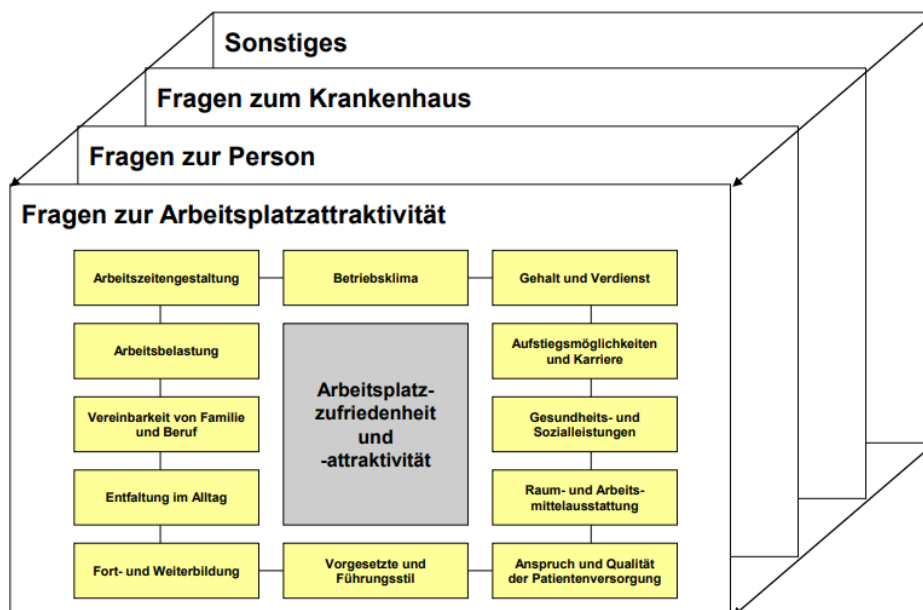 Sonstiges
Fragen zum Krankenhaus
Fragen zur Person
Fragen zur Arbeitsplatzattraktivität
Arbeitszeitengestaltung
Betriebsklima
Gehalt und Verdienst
Arbeitsbelastung
Aufstiegsmöglichkeiten
und Karriere
Arbeitsplatz-
zufriedenheit
und
-attraktivität
Vereinbarkeit von Familie
und Beruf
Gesundheits- und
Sozialleistungen
Entfaltung im Alltag
Raum- und Arbeits-
mittelausstattung
Fort- und Weiterbildung
Vorgesetzte und
Führungsstil
Anspruch und Qualität
der Patientenversorgung